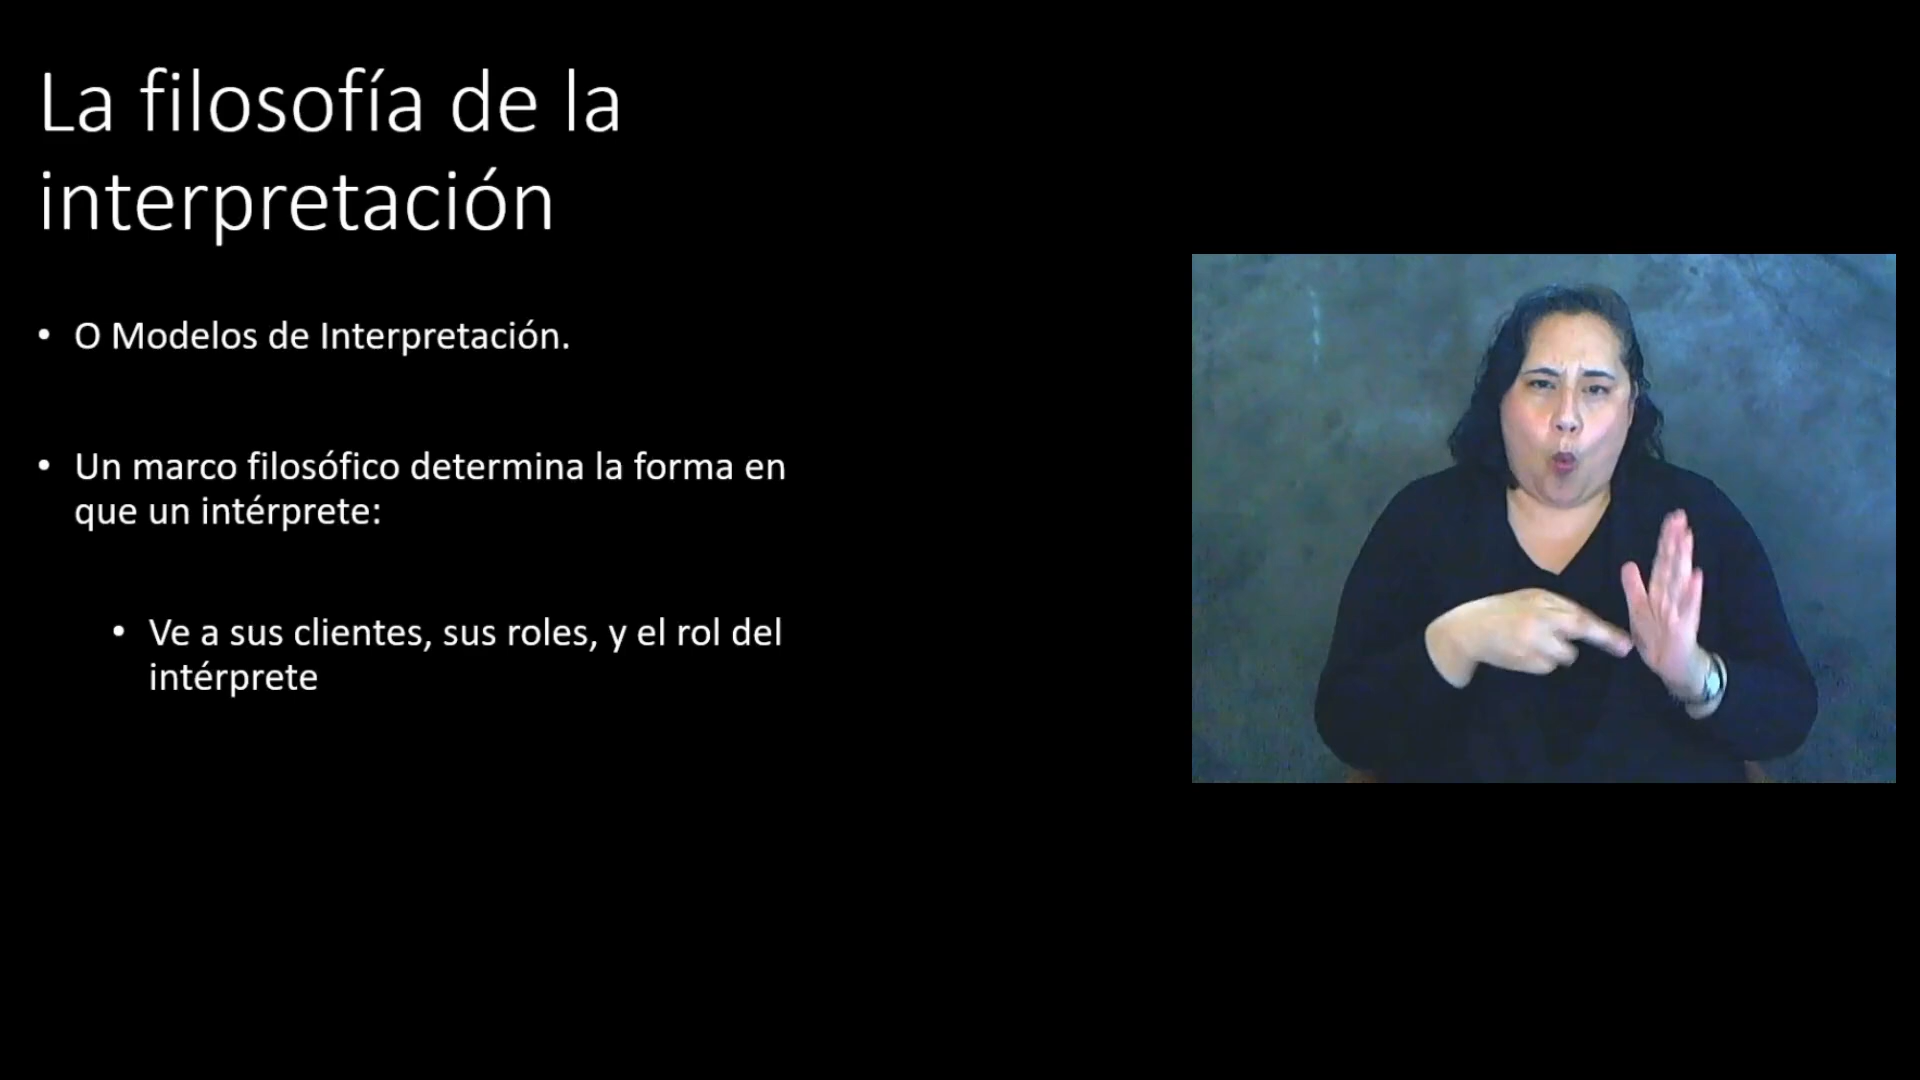 La filosofía de la
interpretación
• O Modelos de Interpretación.
• Un marco filosófico determina la forma en
que un intérprete:
• Ve a sus clientes, sus roles, y el rol del
intérprete